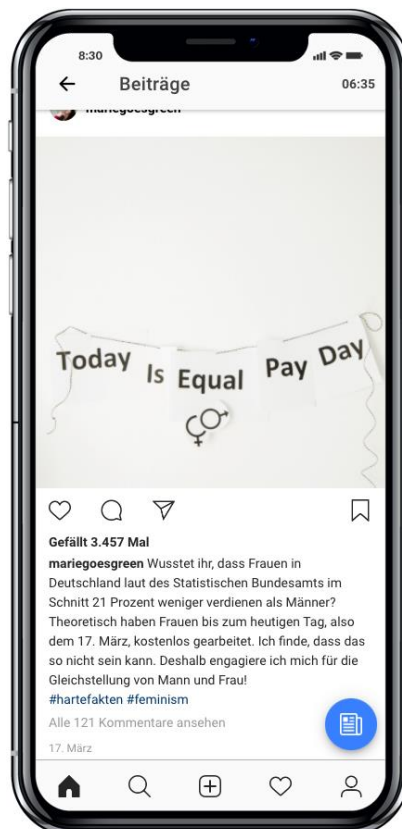 8:30
Beiträge 06:35
mariegoesgreen
Today Is Equal Pay Day
Gefällt 3.457 Mal
mariegoesgreen Wusstet ihr, dass Frauen in
Deutschland laut des Statistischen Bundesamts im
Schnitt 21 Prozent weniger verdienen als Männer?
Theoretisch haben Frauen bis zum heutigen Tag, also
dem 17. März, kostenlos gearbeitet. Ich finde, dass das
so nicht sein kann. Deshalb engagiere ich mich für die
Gleichstellung von Mann und Frau!
#hartefakten #feminism
Alle 121 Kommentare ansehen
17. März